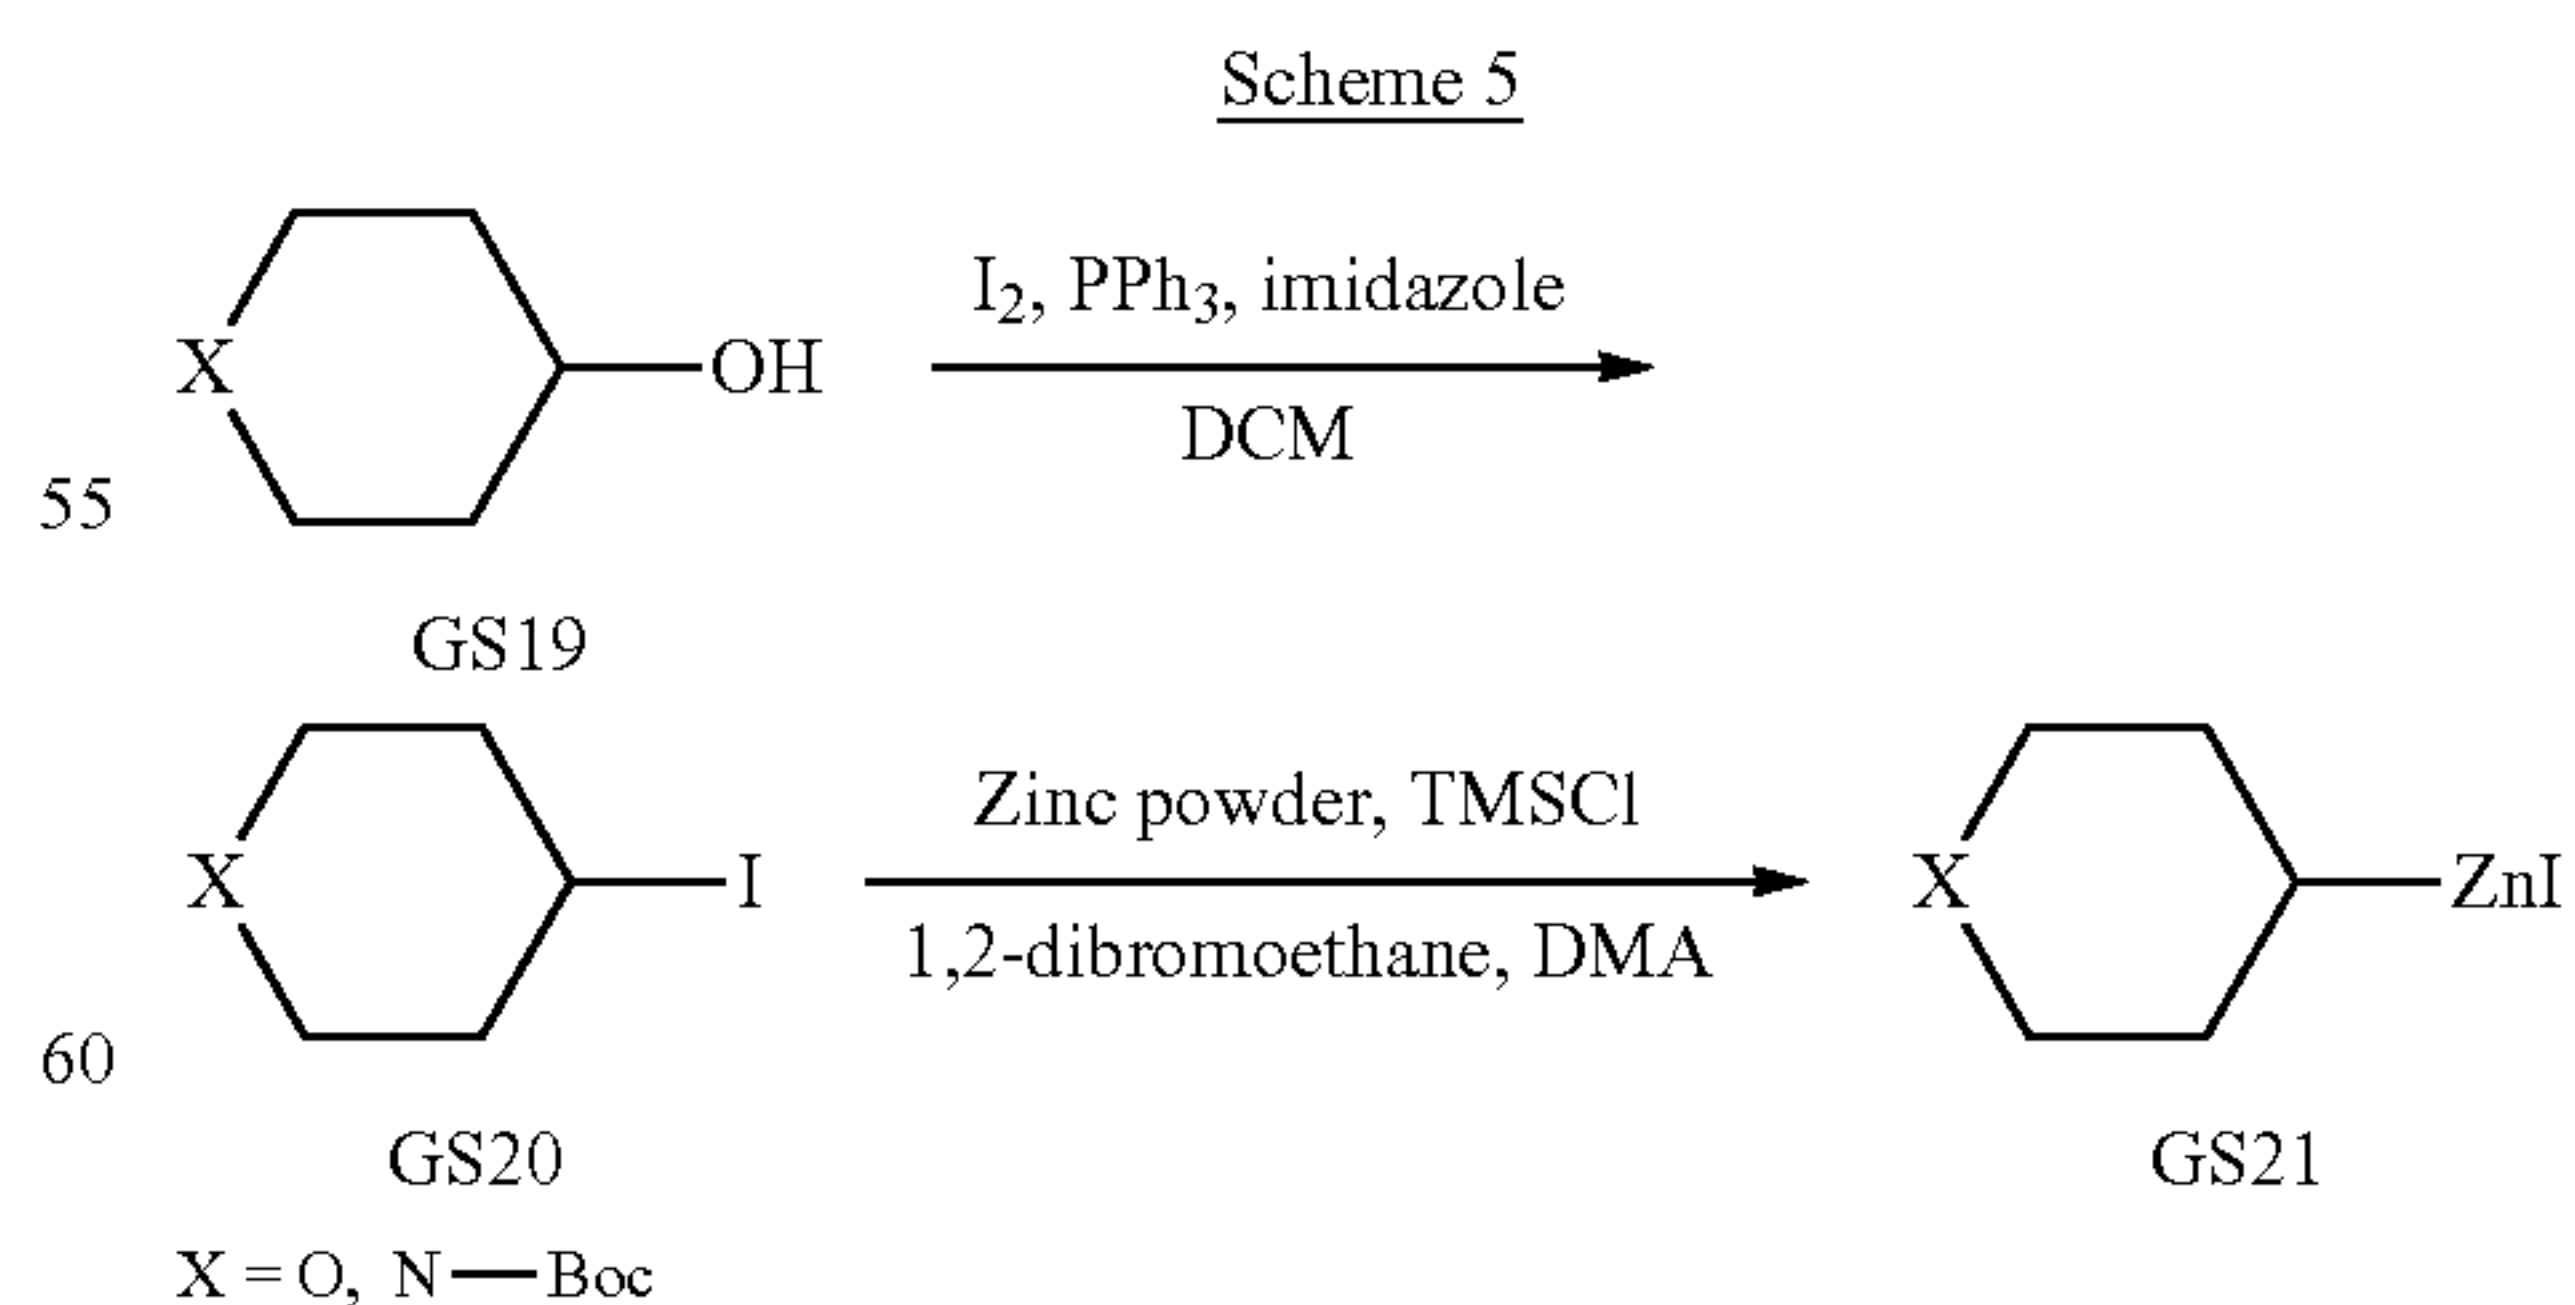 Scheme 5
I2, PPh3, imidazole
X OH
DCM
55
GS19
Zinc powder, TMSCl
X I X ZnI
1,2-dibromoethane, DMA
60
GS20 GS21
X = O, N—Boc